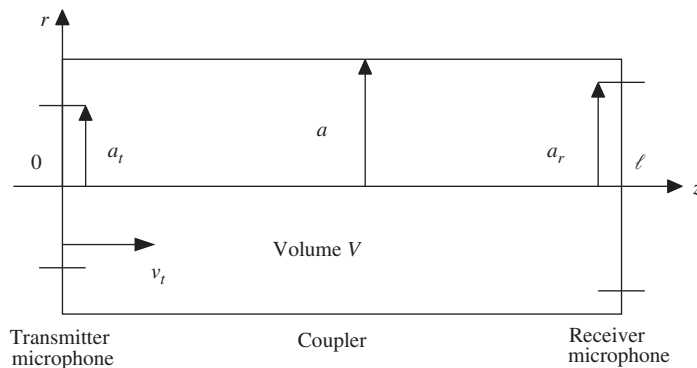 r
a
a_t
a_r
0
ℓ
z
v_t
Volume V
Transmitter
microphone
Coupler
Receiver
microphone